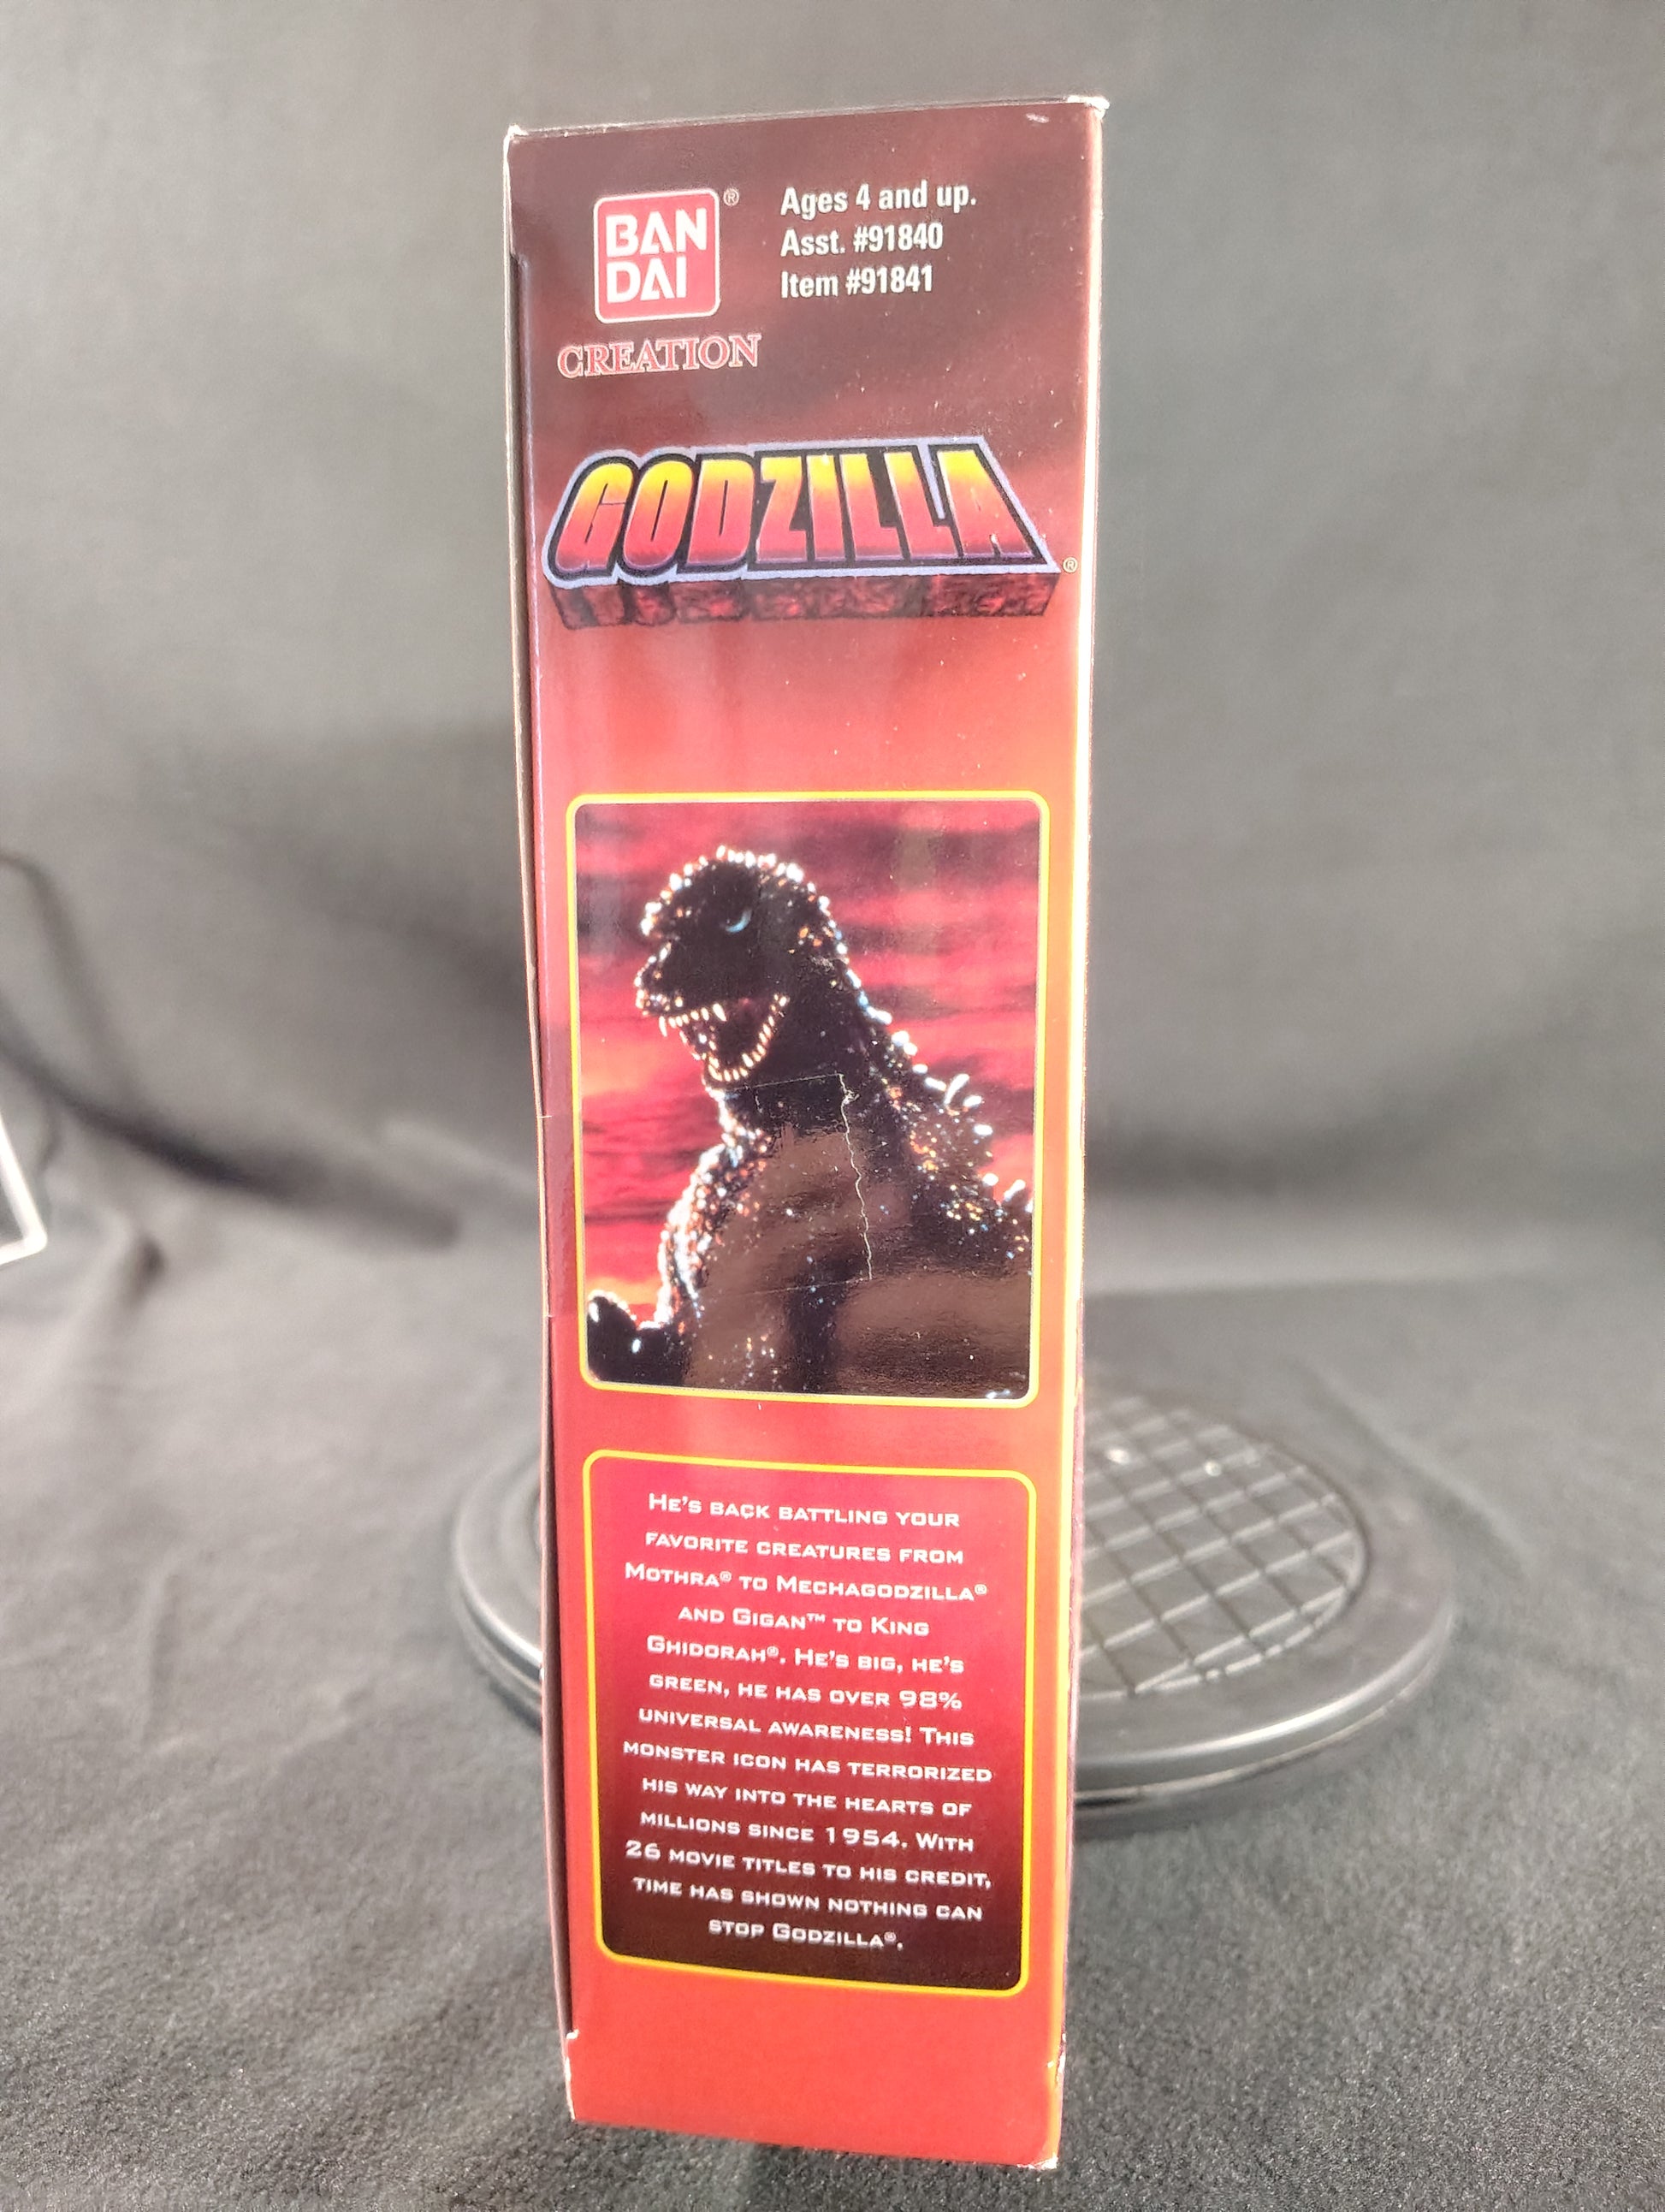 BAN
DAI
®
Ages 4 and up.
Asst. #91840
Item #91841
CREATION
GODZILLA®
HE'S BACK BATTLING YOUR
FAVORITE CREATURES FROM
MOTHRA® TO MECHAGODZILLA®
AND GIGAN™ TO KING
GHIDORAH®. HE'S BIG, HE'S
GREEN, HE HAS OVER 98%
UNIVERSAL AWARENESS! THIS
MONSTER ICON HAS TERRORIZED
HIS WAY INTO THE HEARTS OF
MILLIONS SINCE 1954. WITH
26 MOVIE TITLES TO HIS CREDIT,
TIME HAS SHOWN NOTHING CAN
STOP GODZILLA®.